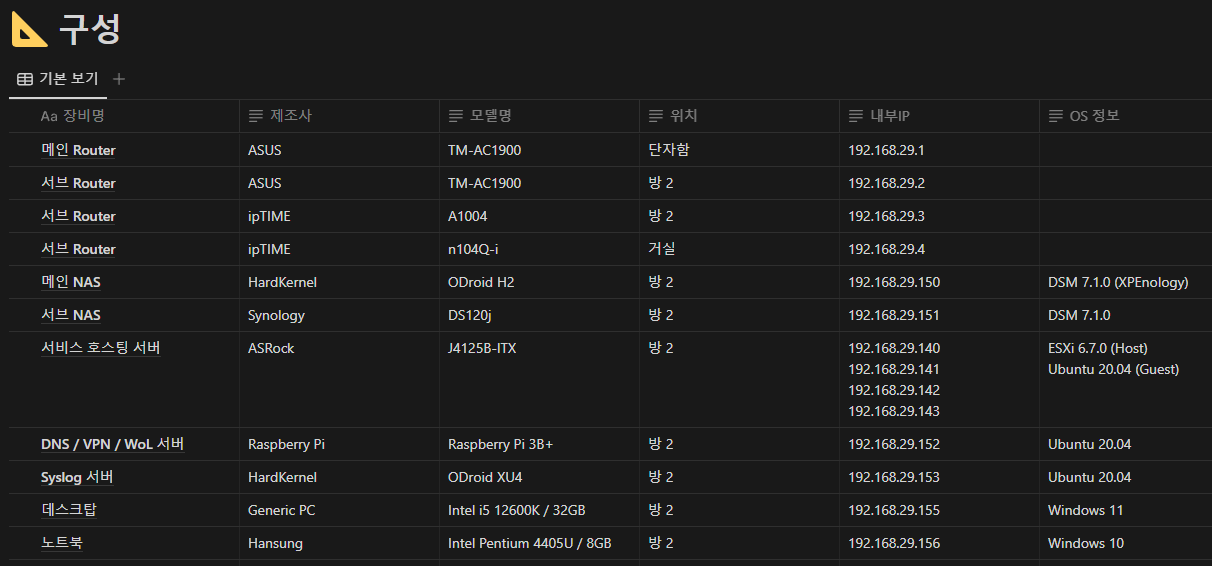 구성
기본 보기
Aa 장비명 제조사 모델명 위치 내부IP OS 정보
메인 Router ASUS TM-AC1900 단자함 192.168.29.1
서브 Router ASUS TM-AC1900 방 2 192.168.29.2
서브 Router ipTIME A1004 방 2 192.168.29.3
서브 Router ipTIME n104Q-i 거실 192.168.29.4
메인 NAS HardKernel ODroid H2 방 2 192.168.29.150 DSM 7.1.0 (XPEnology)
서브 NAS Synology DS120j 방 2 192.168.29.151 DSM 7.1.0
서비스 호스팅 서버 ASRock J4125B-ITX 방 2 192.168.29.140 ESXi 6.7.0 (Host)
192.168.29.141 Ubuntu 20.04 (Guest)
192.168.29.142
192.168.29.143
DNS / VPN / WoL 서버 Raspberry Pi Raspberry Pi 3B+ 방 2 192.168.29.152 Ubuntu 20.04
Syslog 서버 HardKernel ODroid XU4 방 2 192.168.29.153 Ubuntu 20.04
데스크탑 Generic PC Intel i5 12600K / 32GB 방 2 192.168.29.155 Windows 11
노트북 Hansung Intel Pentium 4405U / 8GB 방 2 192.168.29.156 Windows 10